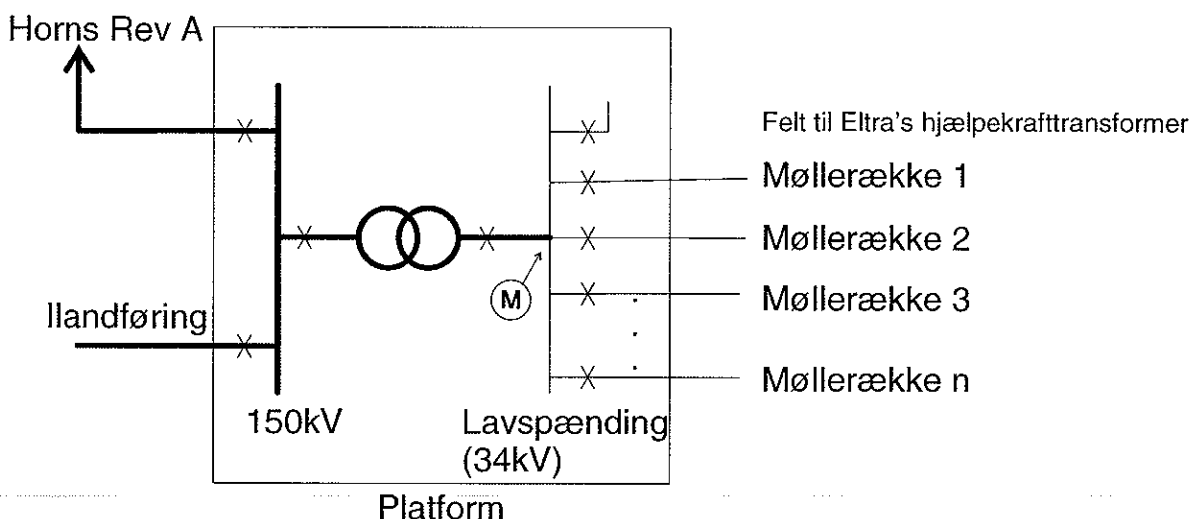 Horns Rev A
Felt til Eltra's hjælpekrafttransformer
Møllerække 1
Møllerække 2
M
Møllerække 3
Ilandføring
Møllerække n
150kV
Lavspænding
(34kV)
Platform